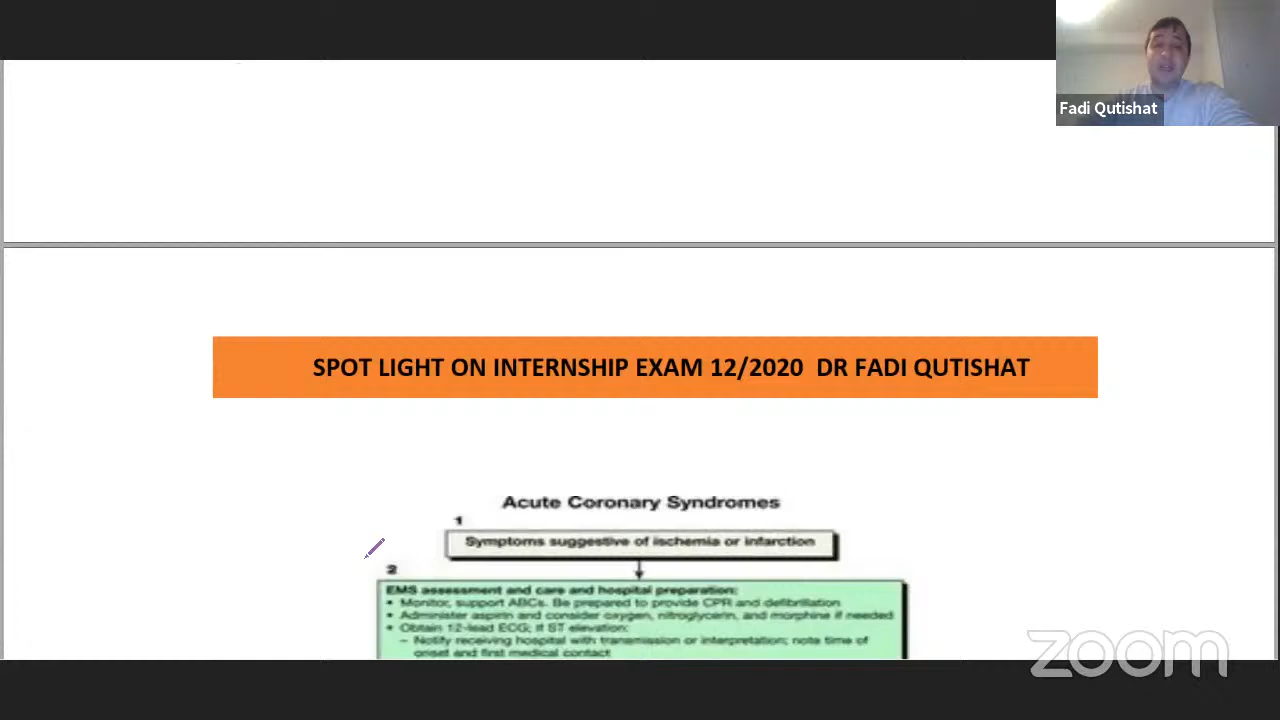 Fadi Qutishat
SPOT LIGHT ON INTERNSHIP EXAM 12/2020 DR FADI QUTISHAT
Acute Coronary Syndromes
1
Symptoms suggestive of ischemia or infarction
2
EMS assessment and care and hospital preparation:
• Monitor, support ABCs. Be prepared to provide CPR and defibrillation
• Administer aspirin and consider oxygen, nitroglycerin, and morphine if needed
• Obtain 12-lead ECG; if ST elevation:
– Notify receiving hospital with transmission or interpretation; note time of
onset and first medical contact
zoom